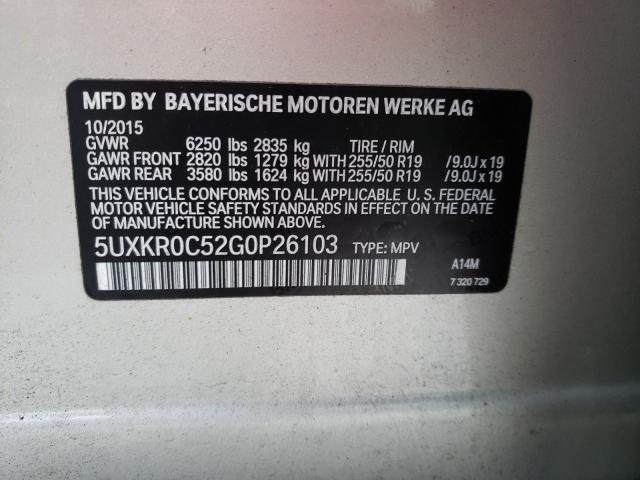 MFD BY BAYERISCHE MOTOREN WERKE AG
10/2015
GVWR 6250 lbs 2835 kg TIRE / RIM
GAWR FRONT 2820 lbs 1279 kg WITH 255/50 R19 /9.0J x 19
GAWR REAR 3580 lbs 1624 kg WITH 255/50 R19 /9.0J x 19
THIS VEHICLE CONFORMS TO ALL APPLICABLE U. S. FEDERAL
MOTOR VEHICLE SAFETY STANDARDS IN EFFECT ON THE DATE
OF MANUFACTURE SHOWN ABOVE.
5UXKR0C52G0P26103 TYPE: MPV
A14M
7 320 729